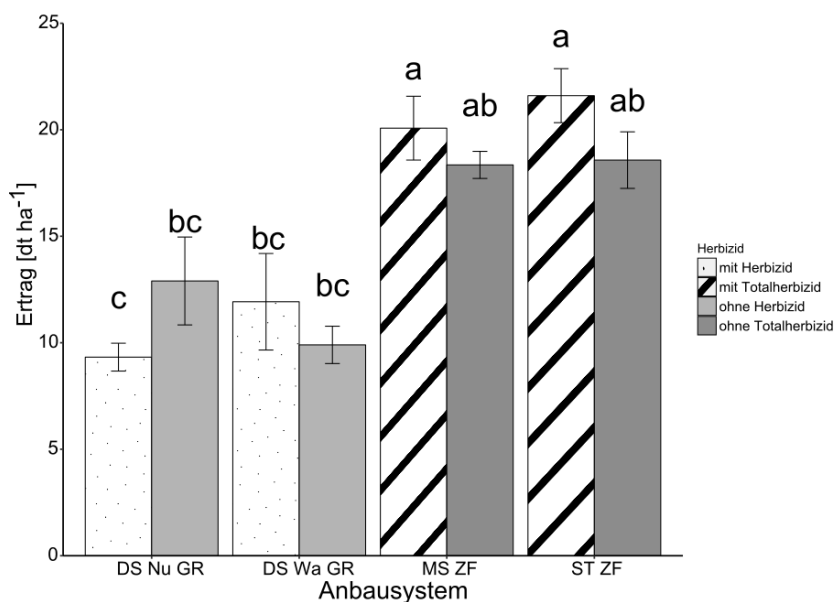 25
20
15
10
5
0
Ertrag [dt ha⁻¹]
c
bc
bc
bc
a
ab
a
ab
DS Nu GR
DS Wa GR
MS ZF
ST ZF
Anbausystem
Herbizid
mit Herbizid
mit Totalherbizid
ohne Herbizid
ohne Totalherbizid